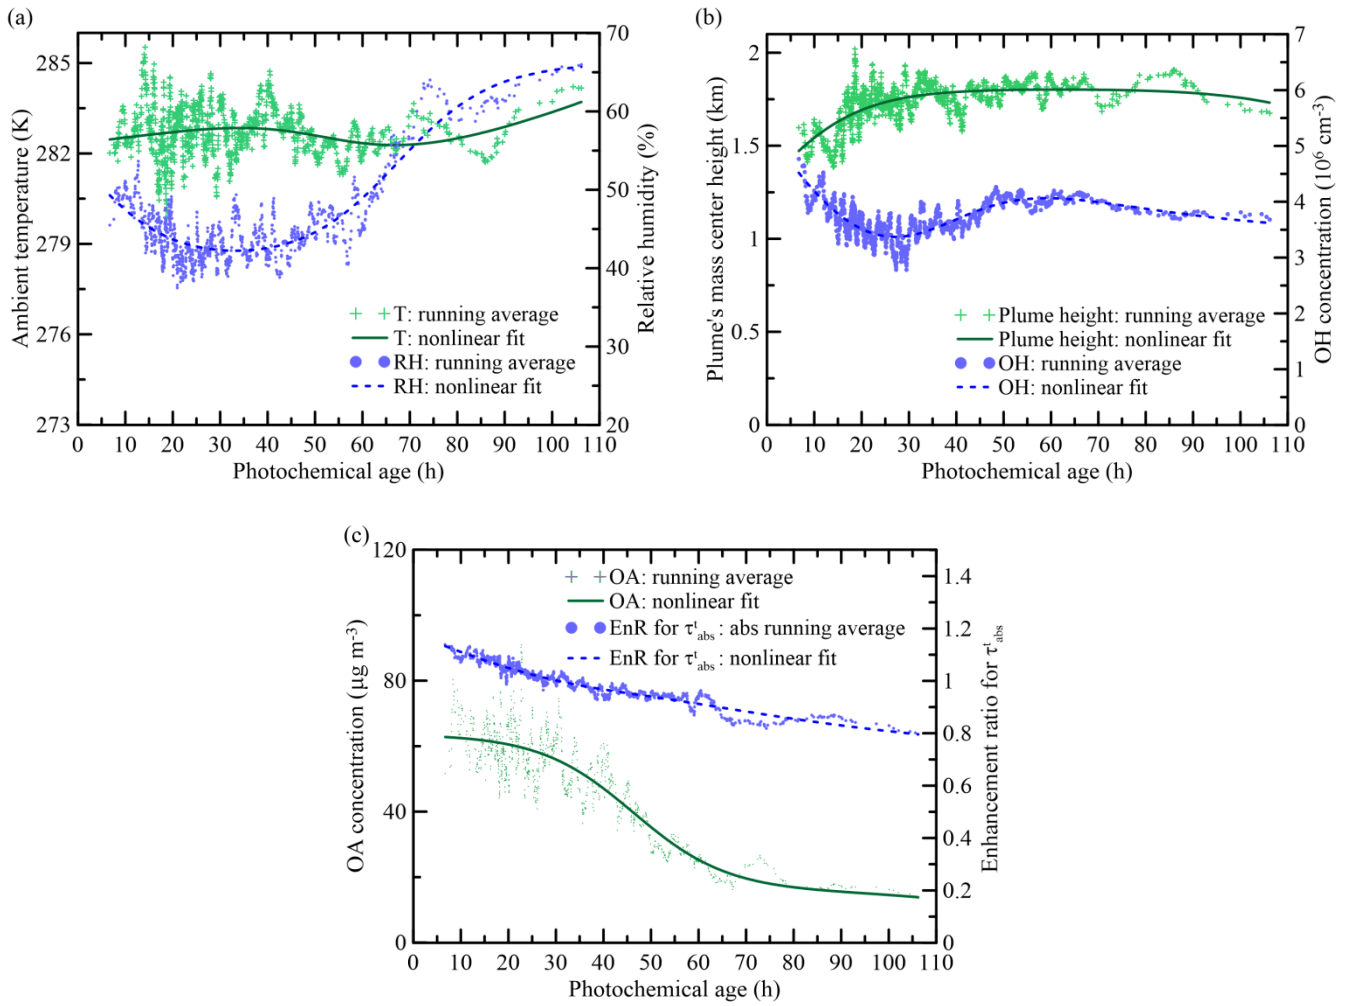 (a)
Ambient temperature (K)
285
282
279
276
273
70
60
50
40
30
20
Relative humidity (%)
T: running average
T: nonlinear fit
RH: running average
RH: nonlinear fit
0 10 20 30 40 50 60 70 80 90 100 110
Photochemical age (h)
(b)
Plume's mass center height (km)
2
1.5
1
0.5
0
7
6
5
4
3
2
1
0
OH concentration (10⁶ cm⁻³)
Plume height: running average
Plume height: nonlinear fit
OH: running average
OH: nonlinear fit
0 10 20 30 40 50 60 70 80 90 100 110
Photochemical age (h)
(c)
OA concentration (μg m⁻³)
120
80
40
0
1.4
1.2
1
0.8
0.6
0.4
0.2
0
Enhancement ratio for τᵗabs
OA: running average
OA: nonlinear fit
EnR for τᵗabs : abs running average
EnR for τᵗabs : nonlinear fit
0 10 20 30 40 50 60 70 80 90 100 110
Photochemical age (h)